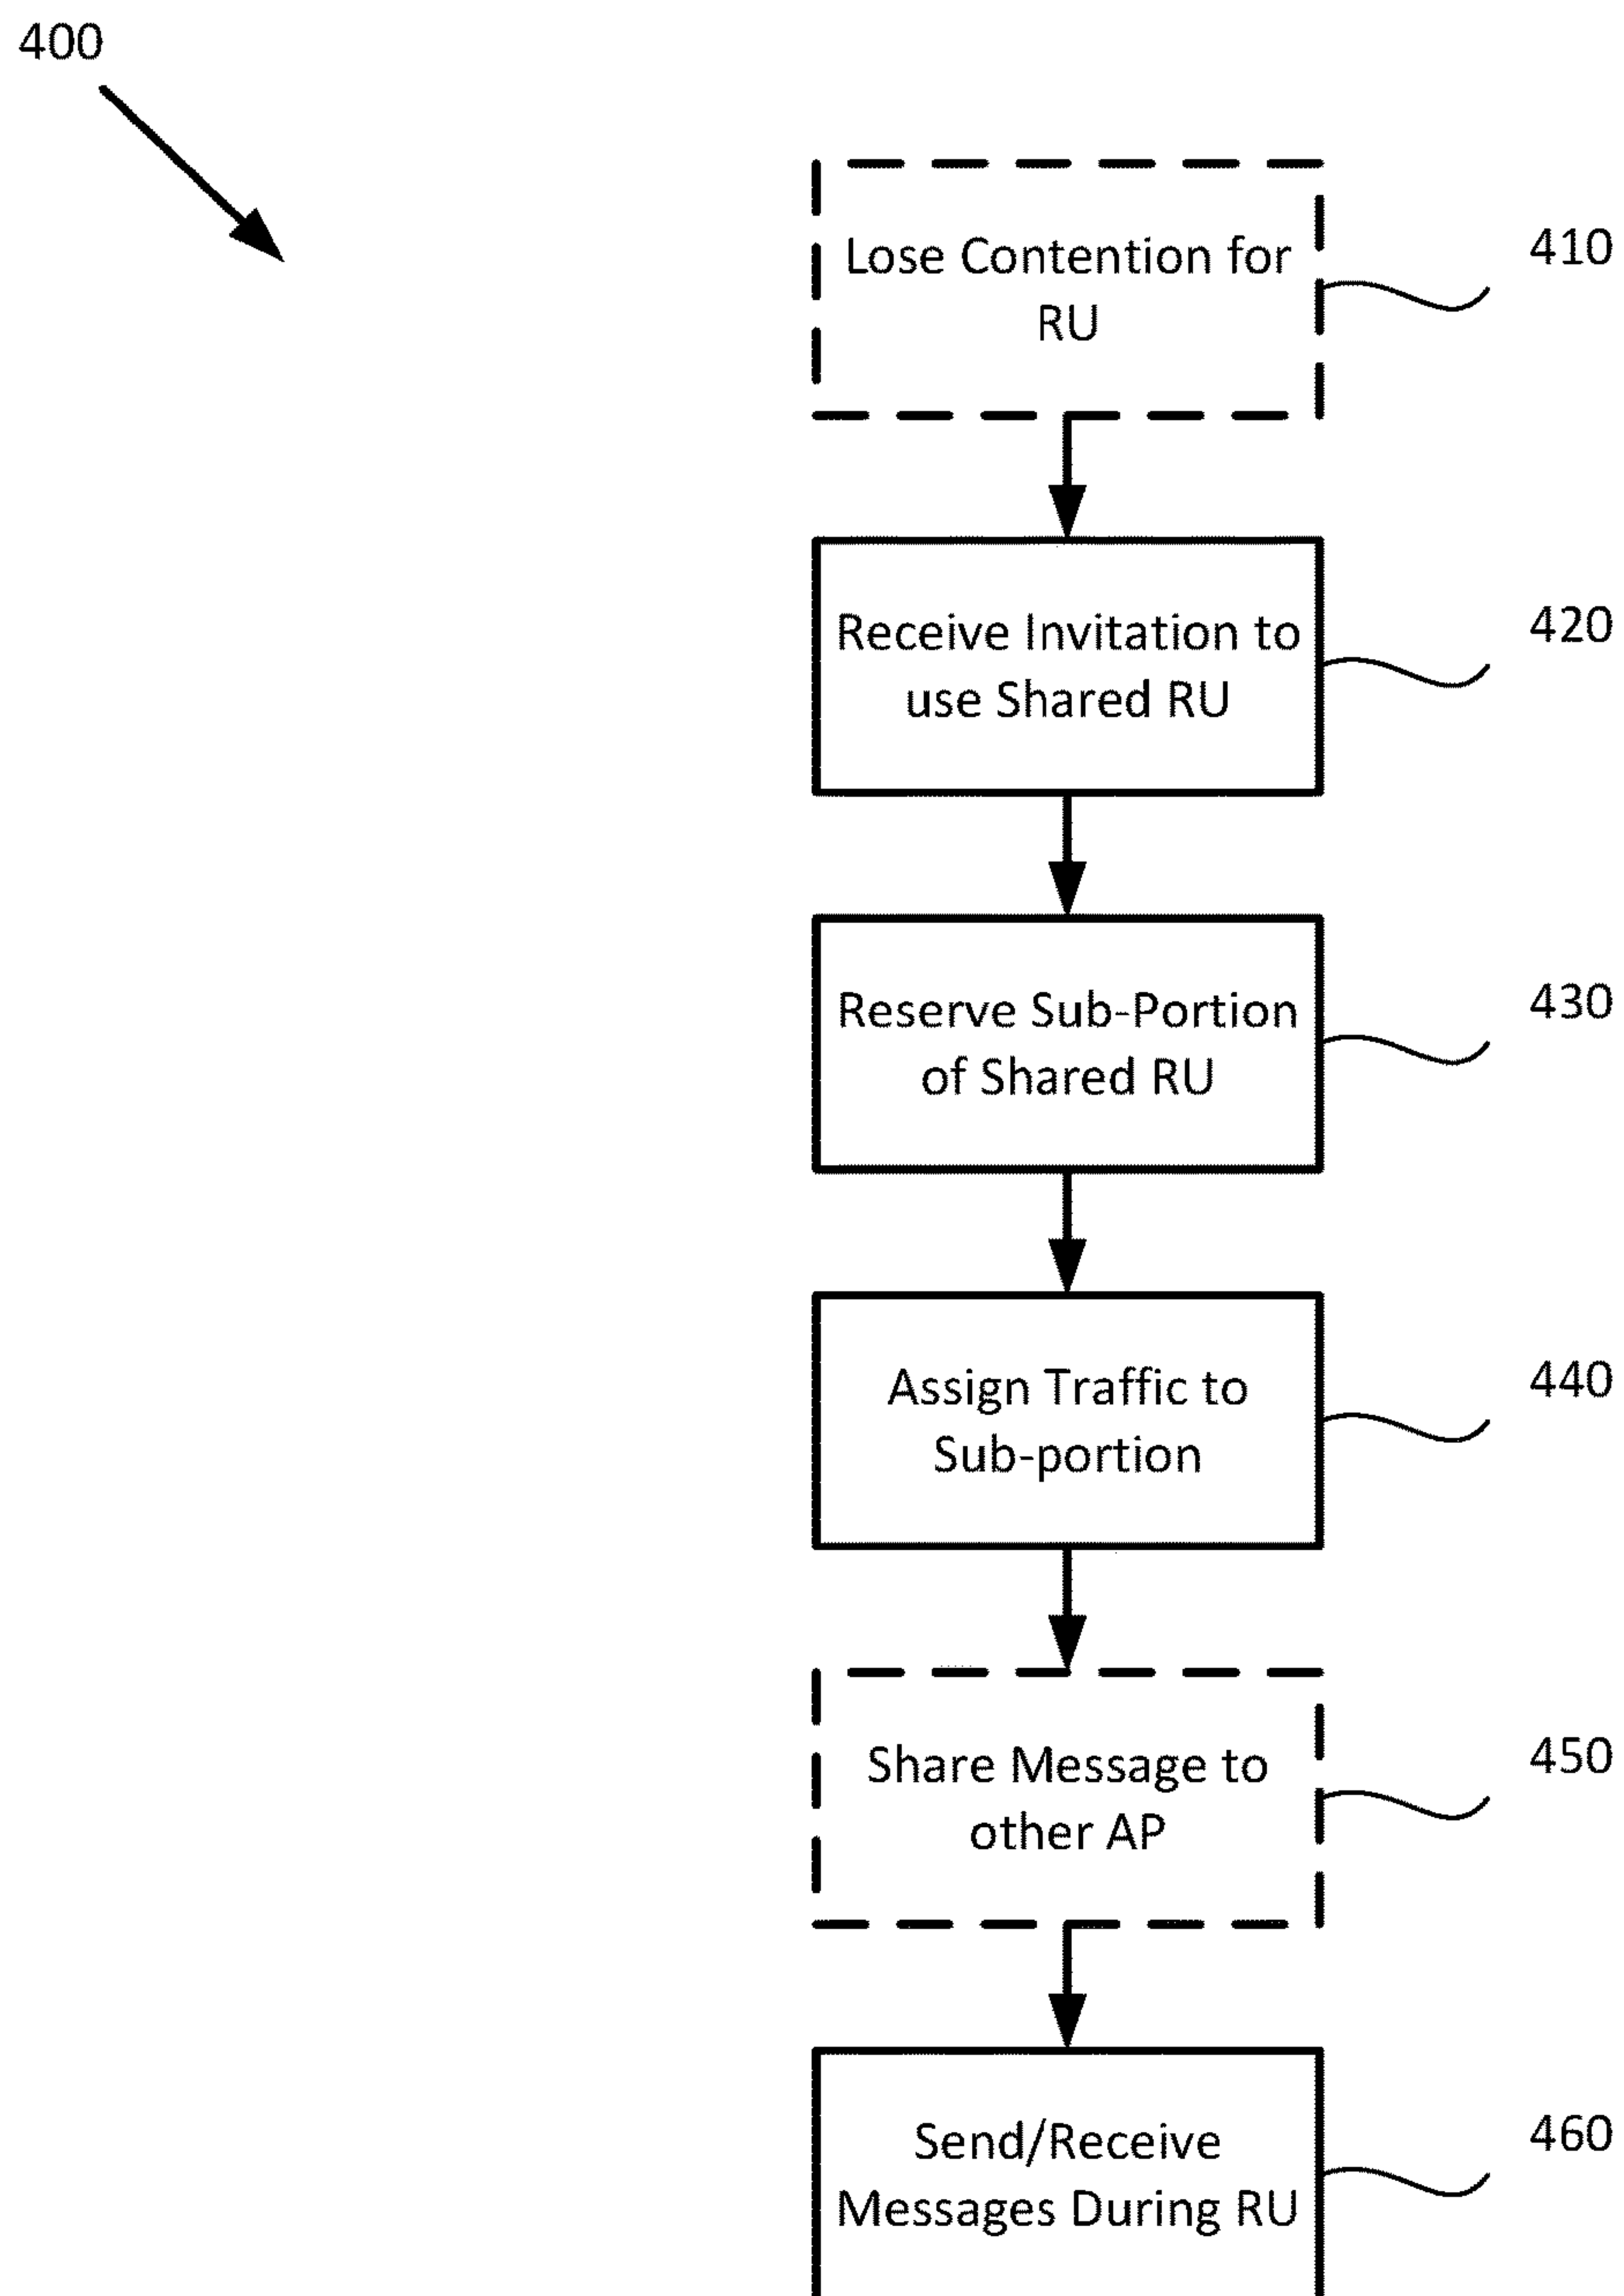 400
Lose Contention for
RU
410
Receive Invitation to
use Shared RU
420
Reserve Sub-Portion
of Shared RU
430
Assign Traffic to
Sub-portion
440
Share Message to
other AP
450
Send/Receive
Messages During RU
460